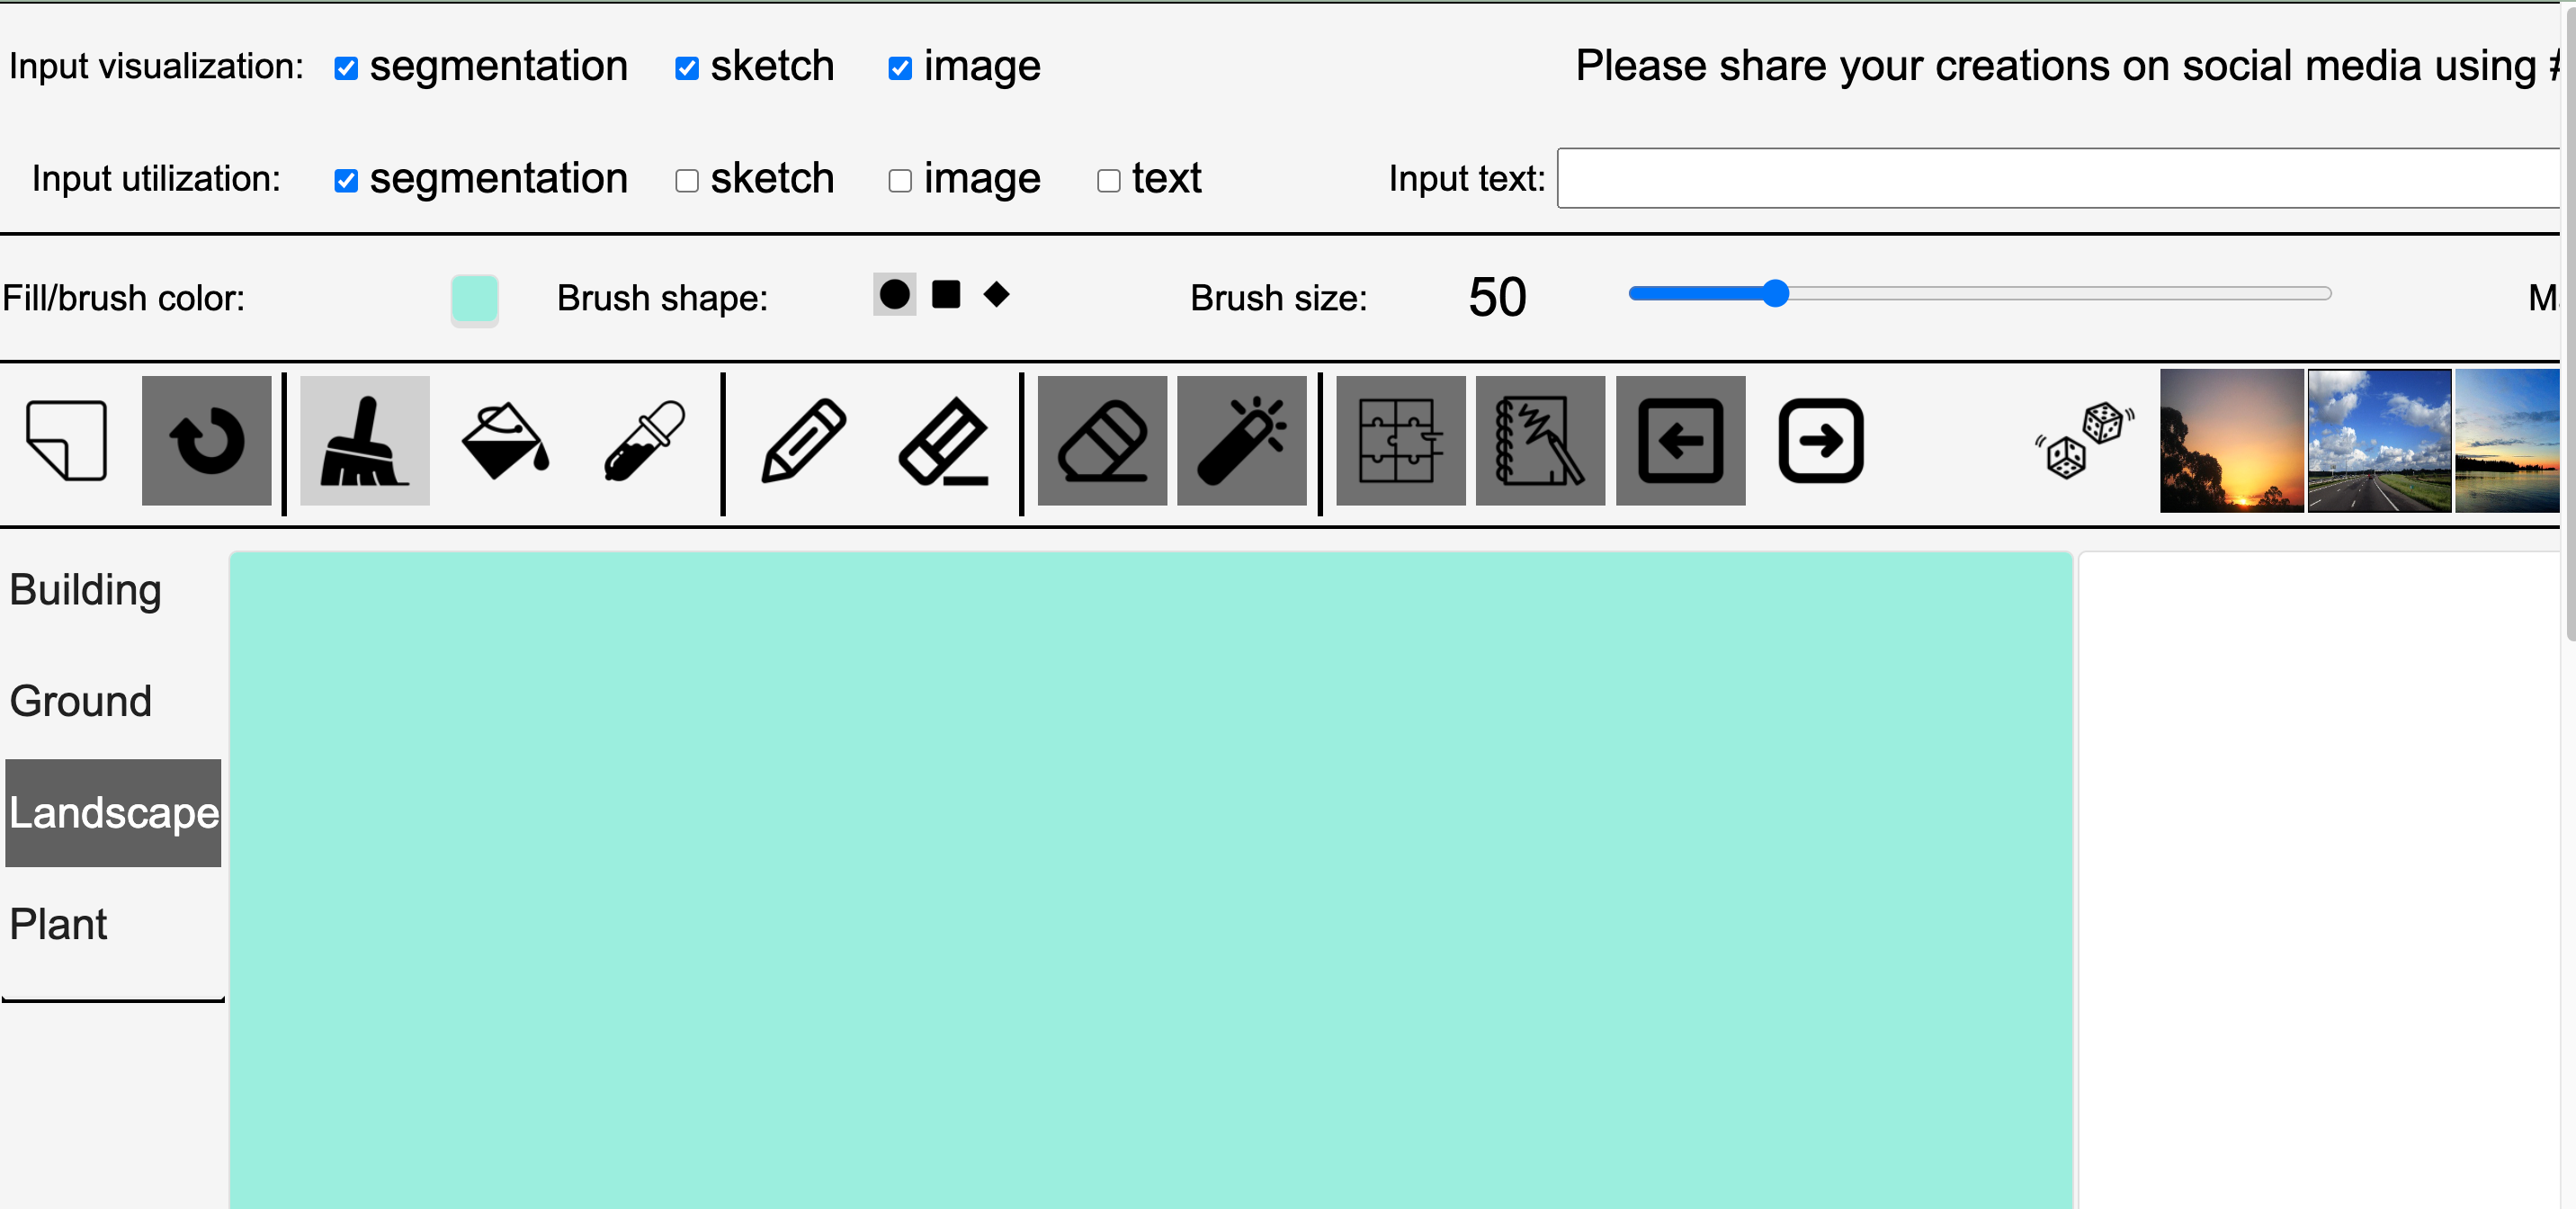 Input visualization: segmentation sketch image Please share your creations on social media using #
Input utilization: segmentation sketch image text Input text:
Fill/brush color: Brush shape: Brush size: 50
Building
Ground
Landscape
Plant